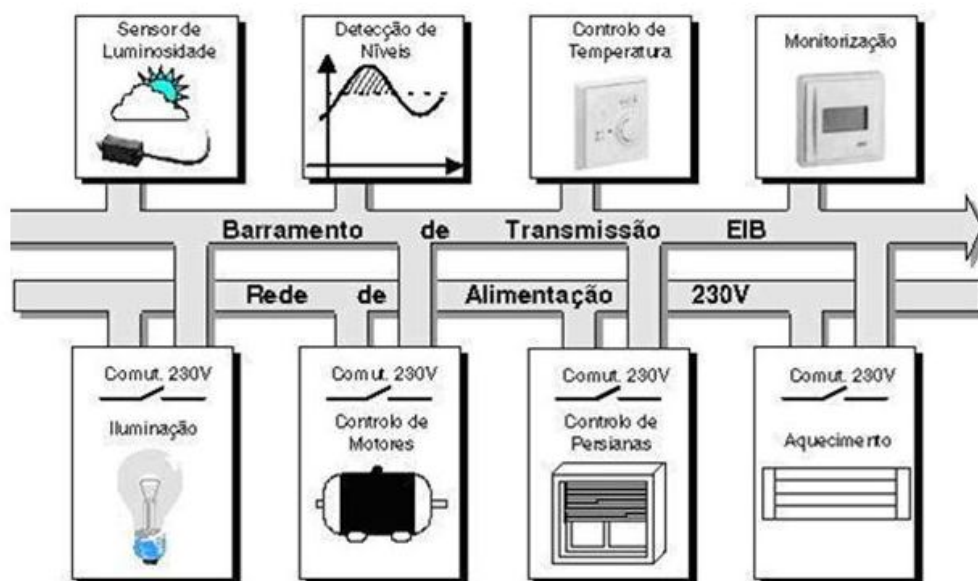 Sensor de
Luminosidade
Detecção de
Níveis
Controlo de
Temperatura
Monitorização
Barramento de Transmissão EIB
Rede de Alimentação 230V
Comut. 230V
Iluminação
Comut. 230V
Controlo de
Motores
Comut. 230V
Controlo de
Persianas
Comut. 230V
Aquecimento